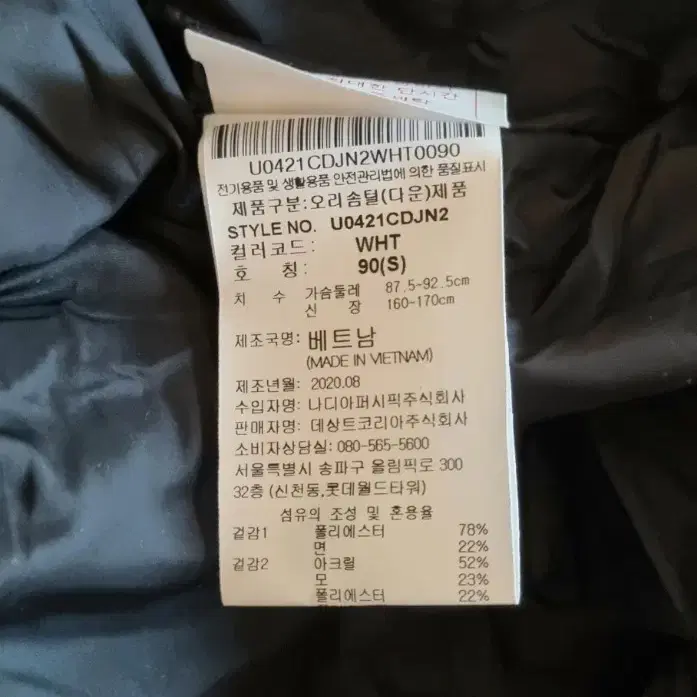 단시간
U0421CDJN2WHT0090
전기용품 및 생활용품 안전관리법에 의한 품질표시
제품구분:오리솜털(다운)제품
STYLE NO. U0421CDJN2
컬러코드: WHT
호 칭: 90(S)
치 수 가슴둘레 87.5-92.5cm
신 장 160-170cm
제조국명: 베트남
(MADE IN VIETNAM)
제조년월: 2020.08
수입자명: 나디아퍼시픽주식회사
판매자명: 데상트코리아주식회사
소비자상담실: 080-565-5600
서울특별시 송파구 올림픽로 300
32층 (신천동,롯데월드타워)
섬유의 조성 및 혼용율
겉감1 폴리에스터 78%
면 22%
겉감2 아크릴 52%
모 23%
폴리에스터 22%